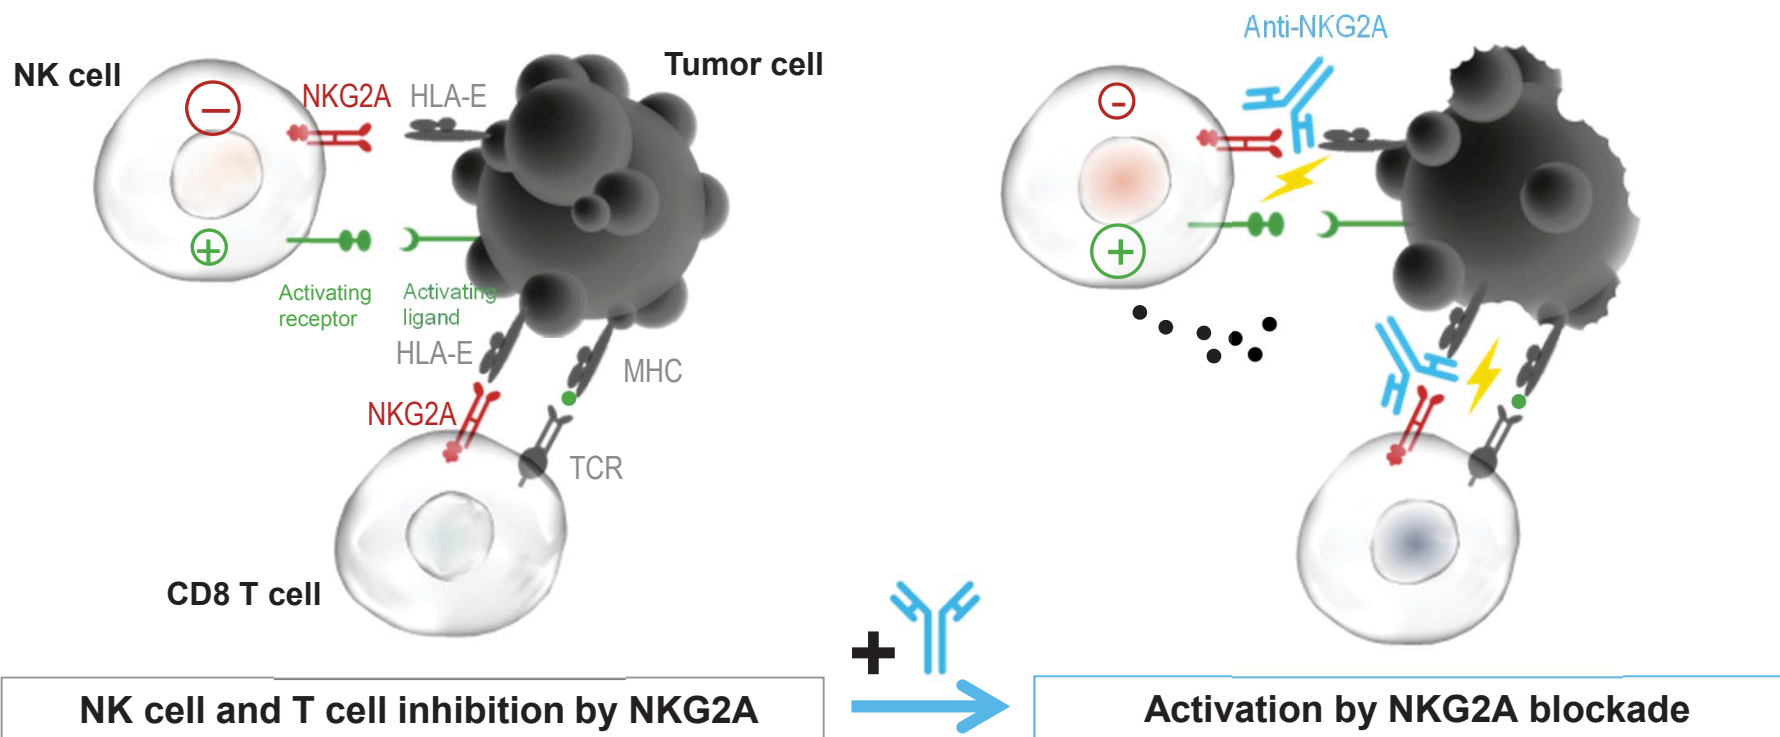 NK cell
NKG2A
HLA-E
Tumor cell
−
+
Activating
receptor
Activating
ligand
HLA-E
MHC
NKG2A
TCR
CD8 T cell
NK cell and T cell inhibition by NKG2A
+
Anti-NKG2A
-
+
Activation by NKG2A blockade